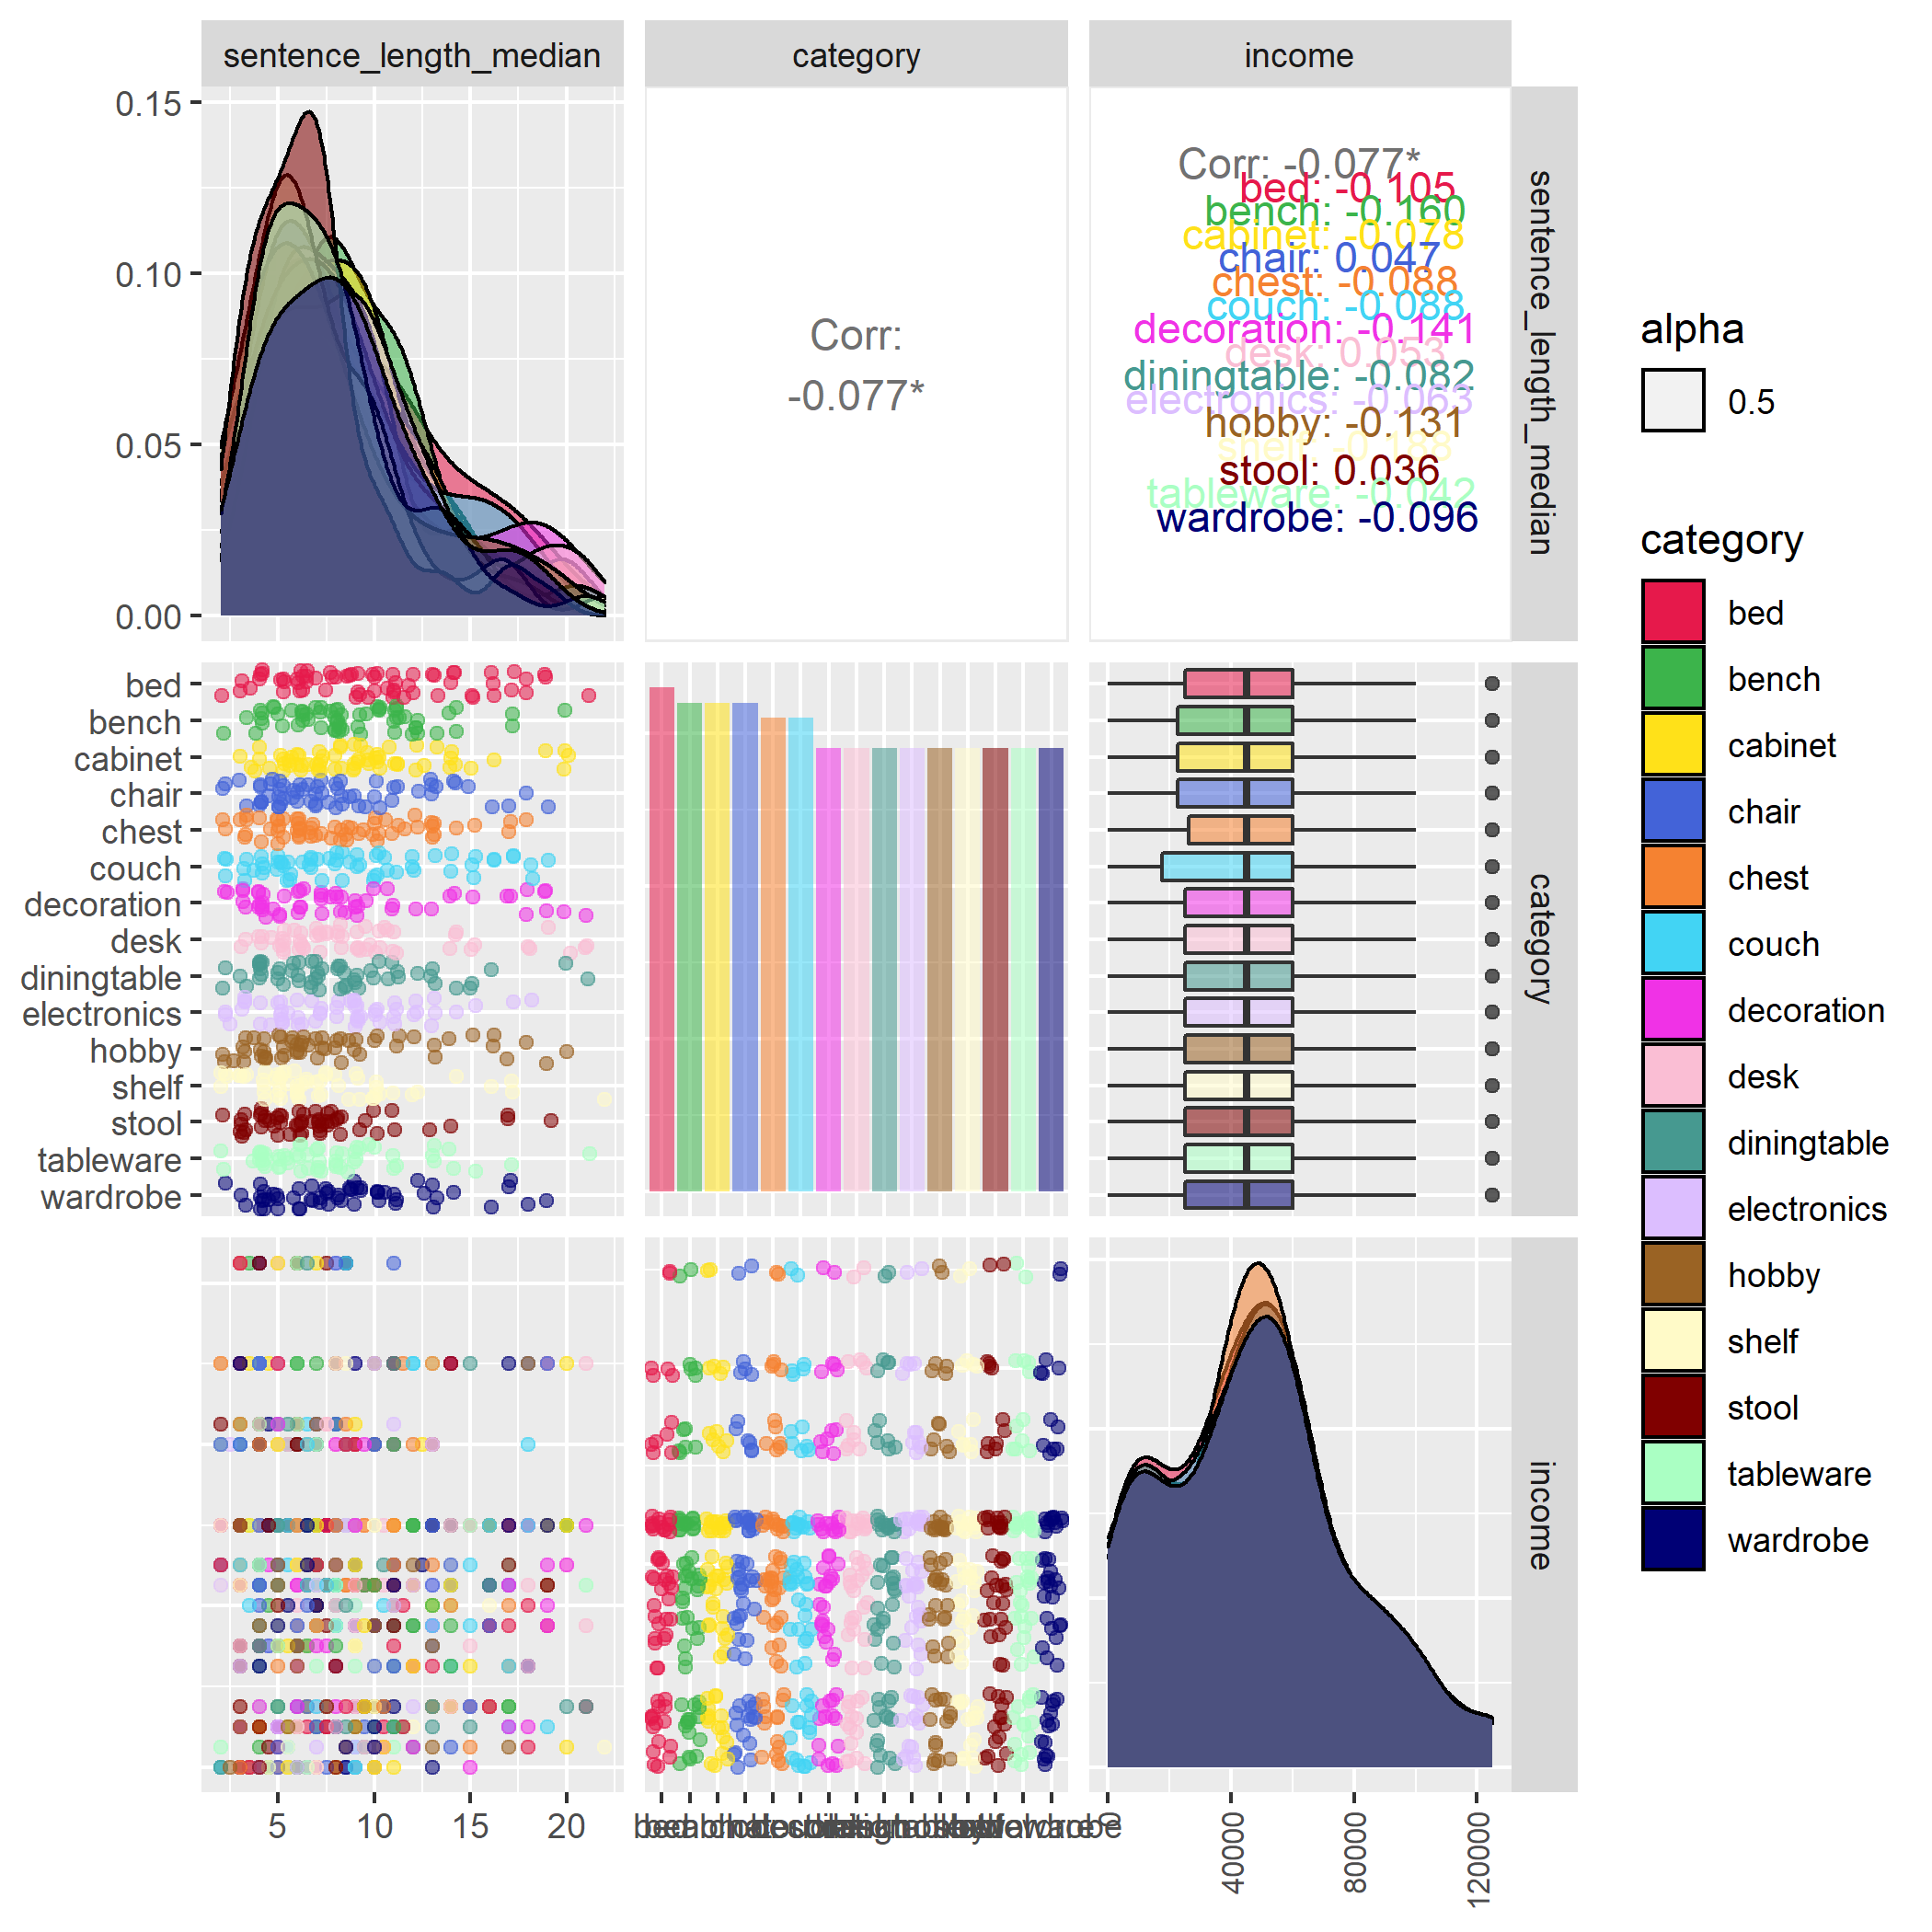 sentence_length_median
category
income
0.15
0.10
0.05
0.00
Corr:
-0.077*
Corr: -0.077*
bed: -0.105
bench: -0.160
cabinet: -0.078
chair: 0.047
chest: -0.088
couch: -0.088
decoration: -0.141
desk: 0.053
diningtable: -0.082
electronics: -0.063
hobby: -0.131
shelf: -0.188
stool: 0.036
tableware: -0.042
wardrobe: -0.096
sentence_length_median
bed
bench
cabinet
chair
chest
couch
decoration
desk
diningtable
electronics
hobby
shelf
stool
tableware
wardrobe
category
income
5
10
15
20
0
40000
80000
120000
alpha
0.5
category
bed
bench
cabinet
chair
chest
couch
decoration
desk
diningtable
electronics
hobby
shelf
stool
tableware
wardrobe